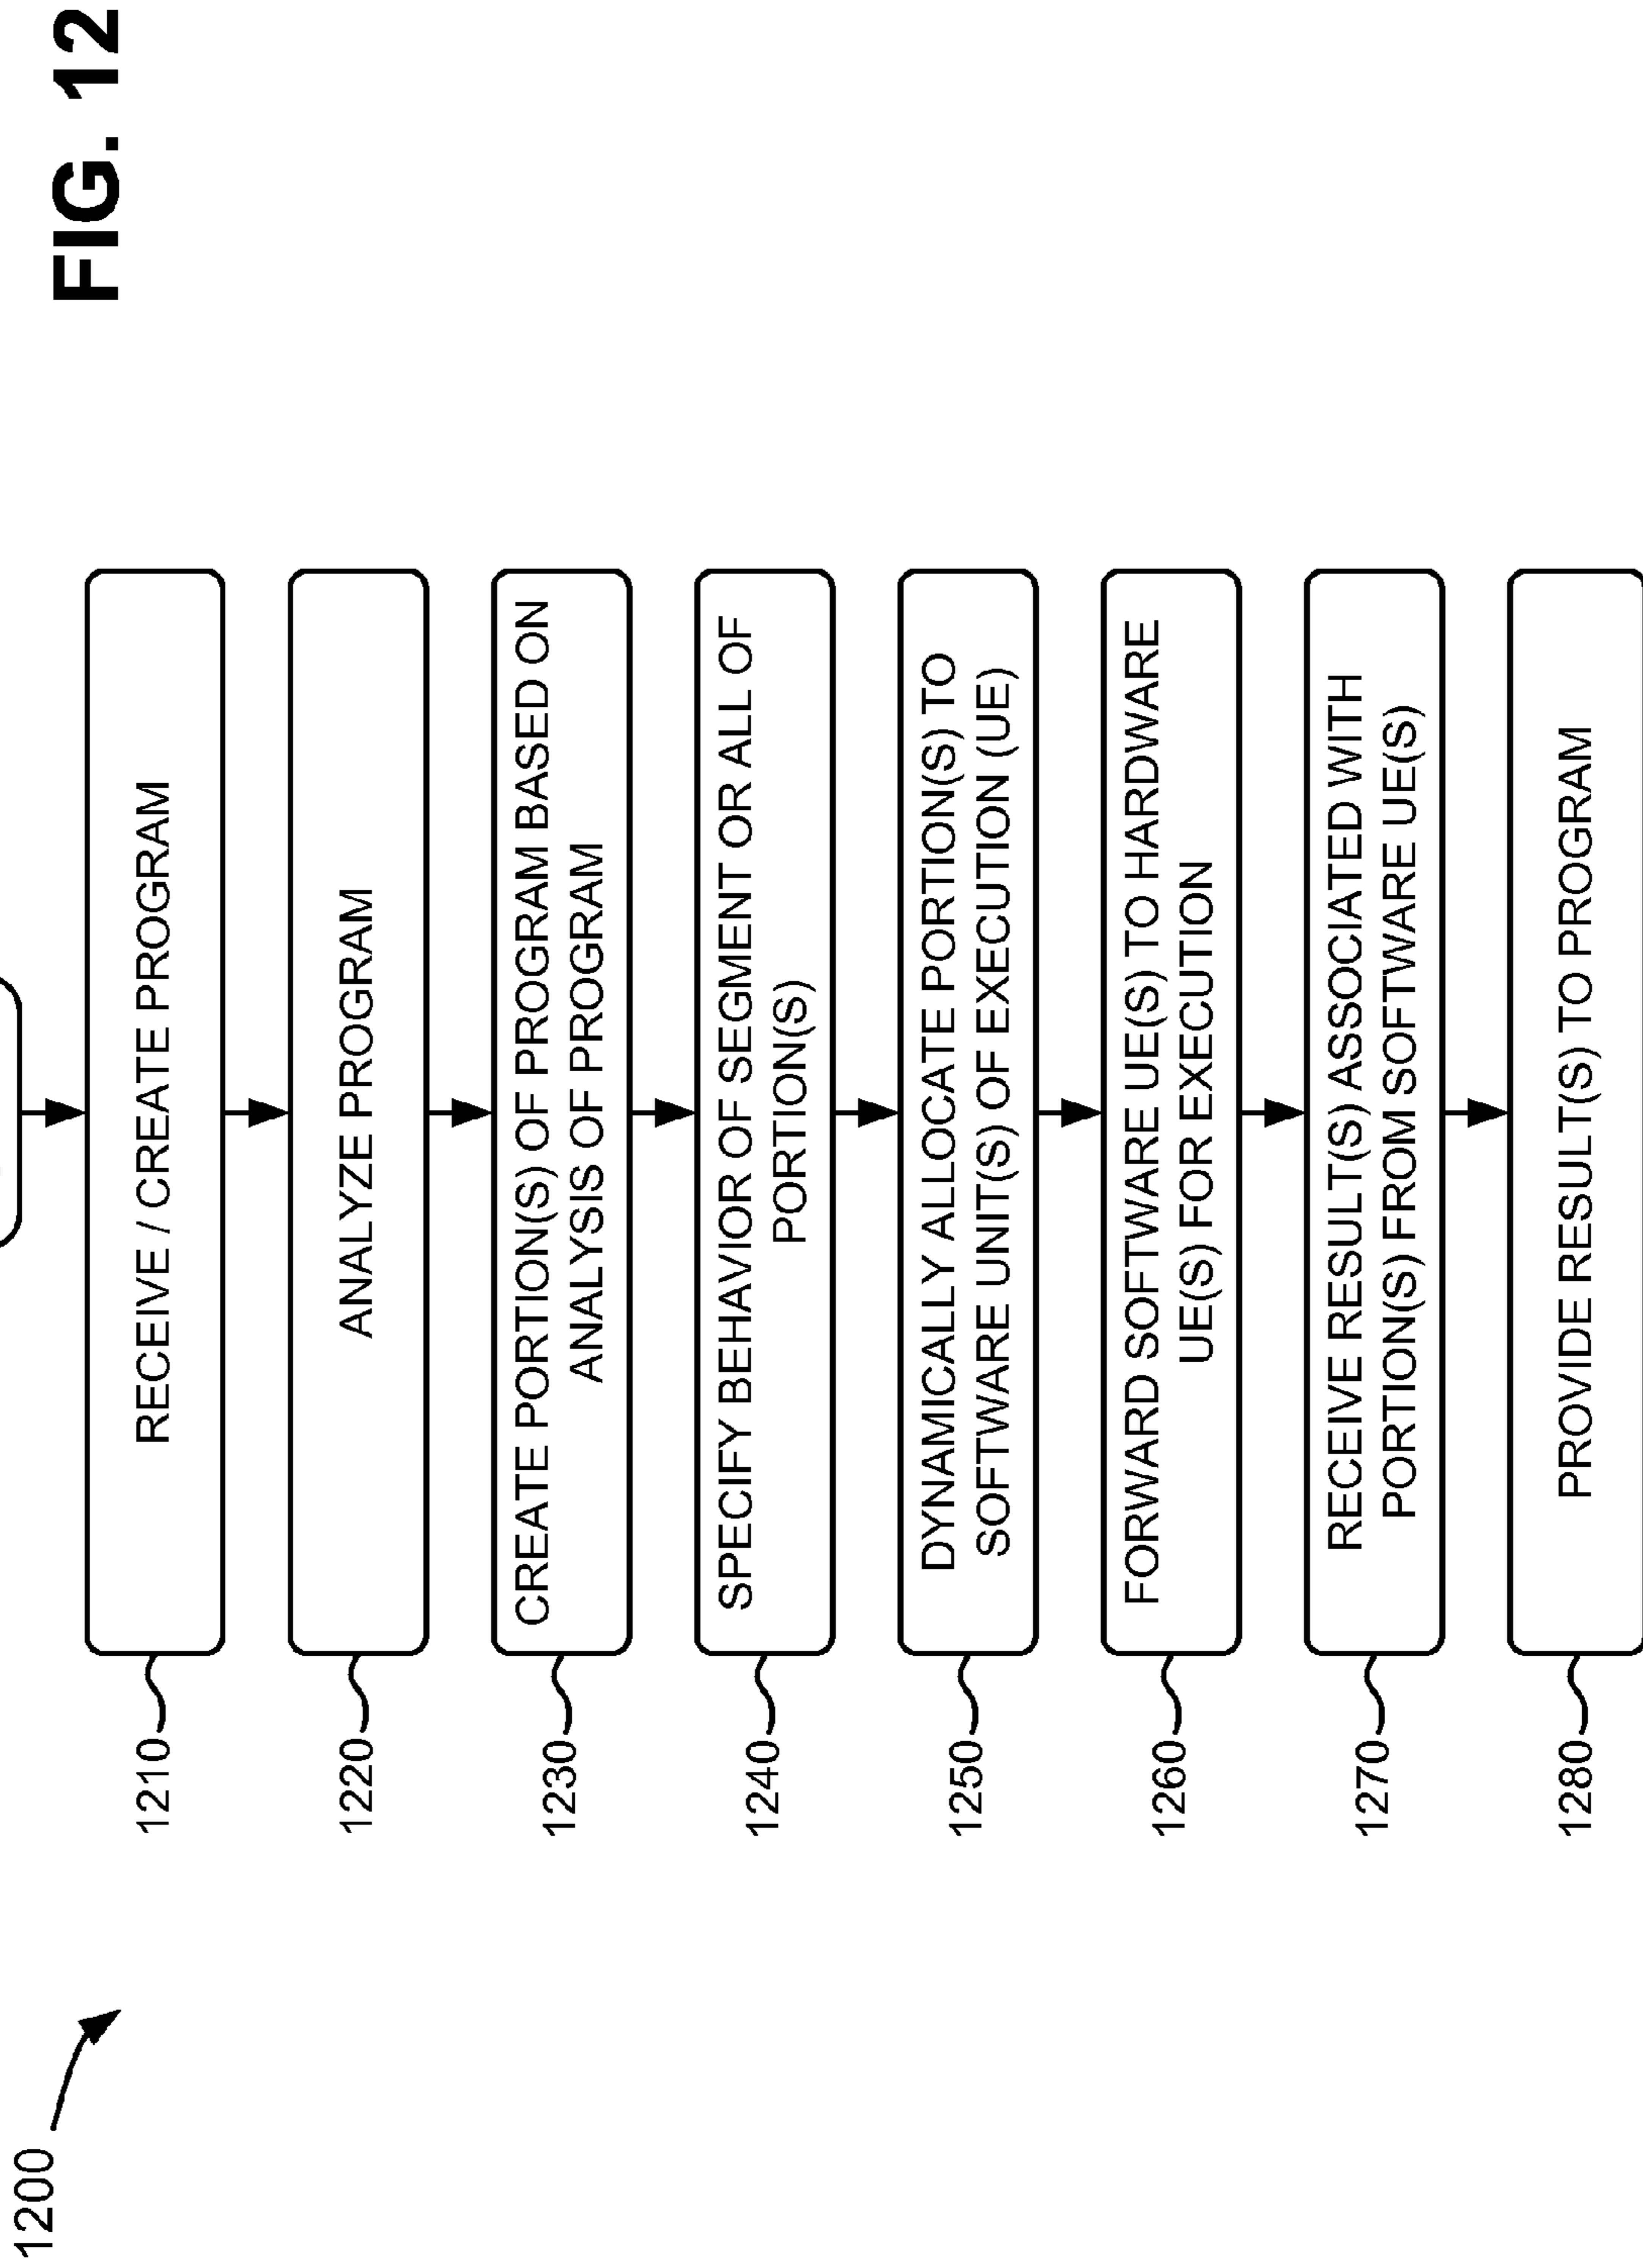 FIG. 12
1200
1210
RECEIVE / CREATE PROGRAM
1220
ANALYZE PROGRAM
1230
CREATE PORTION(S) OF PROGRAM BASED ON
ANALYSIS OF PROGRAM
1240
SPECIFY BEHAVIOR OF SEGMENT OR ALL OF
PORTION(S)
1250
DYNAMICALLY ALLOCATE PORTION(S) TO
SOFTWARE UNIT(S) OF EXECUTION (UE)
1260
FORWARD SOFTWARE UE(S) TO HARDWARE
UE(S) FOR EXECUTION
1270
RECEIVE RESULT(S) ASSOCIATED WITH
PORTION(S) FROM SOFTWARE UE(S)
1280
PROVIDE RESULT(S) TO PROGRAM